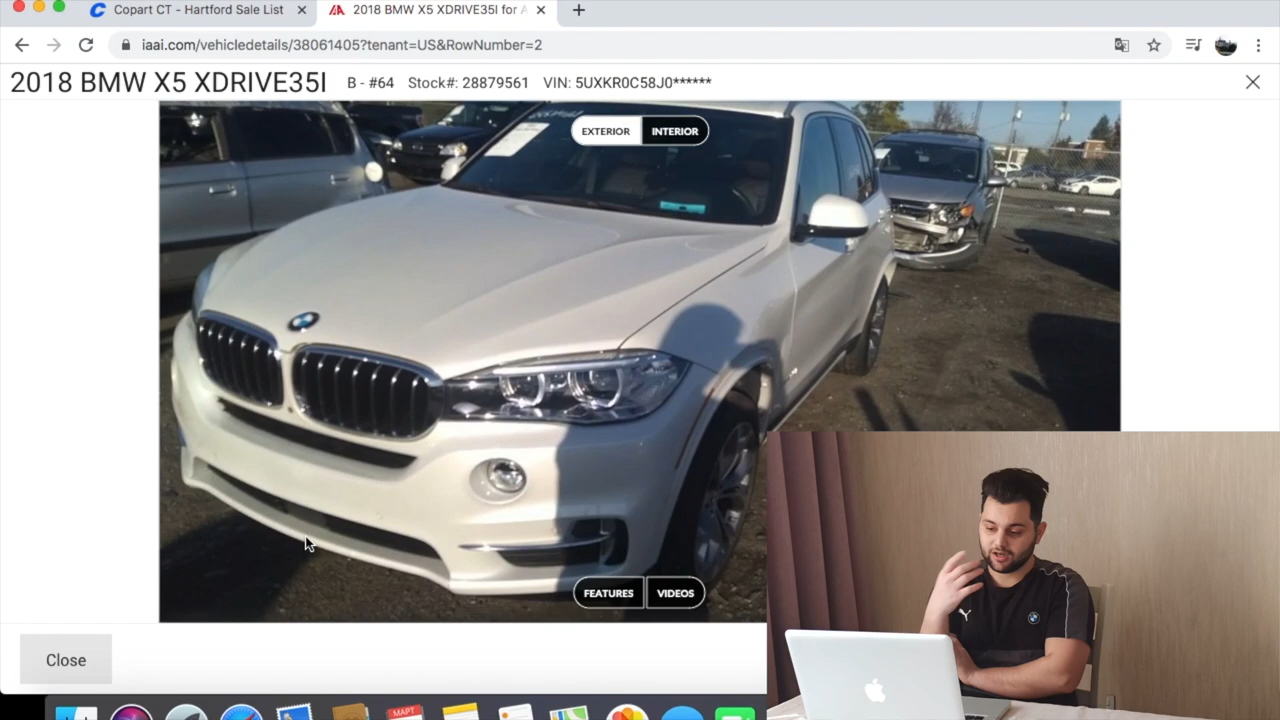 Copart CT - Hartford Sale List
2018 BMW X5 XDRIVE35I for A
iaai.com/vehicledetails/38061405?tenant=US&RowNumber=2
2018 BMW X5 XDRIVE35I B - #64 Stock#: 28879561 VIN: 5UXKR0C58J0******
EXTERIOR INTERIOR
FEATURES VIDEOS
Close
МАРТ